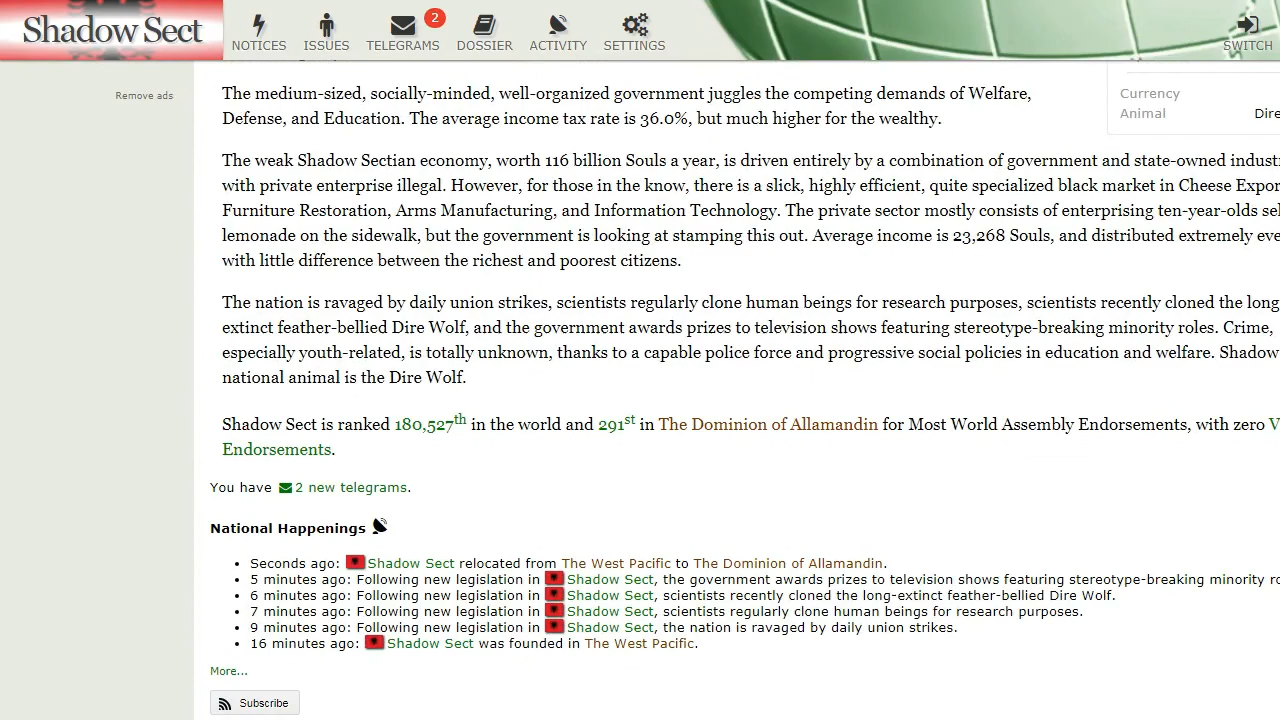 Shadow Sect
NOTICES
ISSUES
TELEGRAMS
2
DOSSIER
ACTIVITY
SETTINGS
SWITCH
Remove ads
The medium-sized, socially-minded, well-organized government juggles the competing demands of Welfare,
Defense, and Education. The average income tax rate is 36.0%, but much higher for the wealthy.
Currency
Animal
Dire
The weak Shadow Sectian economy, worth 116 billion Souls a year, is driven entirely by a combination of government and state-owned industr
with private enterprise illegal. However, for those in the know, there is a slick, highly efficient, quite specialized black market in Cheese Expor
Furniture Restoration, Arms Manufacturing, and Information Technology. The private sector mostly consists of enterprising ten-year-olds sel
lemonade on the sidewalk, but the government is looking at stamping this out. Average income is 23,268 Souls, and distributed extremely eve
with little difference between the richest and poorest citizens.
The nation is ravaged by daily union strikes, scientists regularly clone human beings for research purposes, scientists recently cloned the long
extinct feather-bellied Dire Wolf, and the government awards prizes to television shows featuring stereotype-breaking minority roles. Crime,
especially youth-related, is totally unknown, thanks to a capable police force and progressive social policies in education and welfare. Shadow
national animal is the Dire Wolf.
Shadow Sect is ranked 180,527th in the world and 291st in The Dominion of Allamandin for Most World Assembly Endorsements, with zero V
Endorsements.
You have 2 new telegrams.
National Happenings
• Seconds ago: Shadow Sect relocated from The West Pacific to The Dominion of Allamandin.
• 5 minutes ago: Following new legislation in Shadow Sect, the government awards prizes to television shows featuring stereotype-breaking minority ro
• 6 minutes ago: Following new legislation in Shadow Sect, scientists recently cloned the long-extinct feather-bellied Dire Wolf.
• 7 minutes ago: Following new legislation in Shadow Sect, scientists regularly clone human beings for research purposes.
• 9 minutes ago: Following new legislation in Shadow Sect, the nation is ravaged by daily union strikes.
• 16 minutes ago: Shadow Sect was founded in The West Pacific.
More...
Subscribe